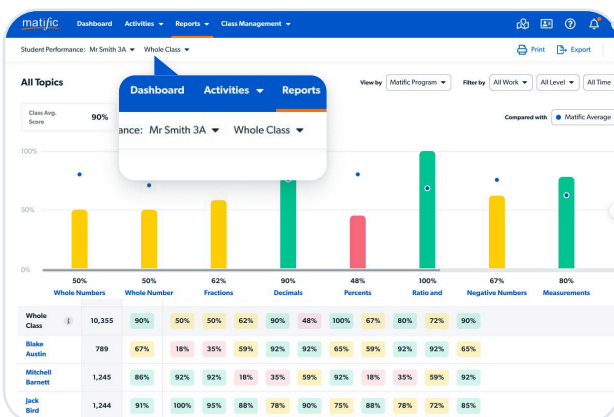 matific Dashboard Activities Reports Class Management
Student Performance: Mr Smith 3A Whole Class Print Export
All Topics View by Matific Program Filter by All Work All Level All Time
Class Avg. Score 90% Compared with Matific Average
Dashboard Activities Reports
ance: Mr Smith 3A Whole Class
100%
50%
0%
50% 50% 62% 90% 48% 100% 67% 80%
Whole Numbers Whole Number Fractions Decimals Percents Ratio and Negative Numbers Measurements
Whole Class i 10,355 90% 50% 50% 62% 90% 48% 100% 67% 80% 72% 90%
Blake Austin 789 67% 18% 35% 59% 92% 92% 65% 59% 92% 92% 65%
Mitchell Barnett 1,245 86% 92% 92% 18% 35% 59% 92% 18% 35% 59% 92%
Jack Bird 1,244 91% 100% 95% 88% 78% 90% 75% 88% 78% 72% 85%